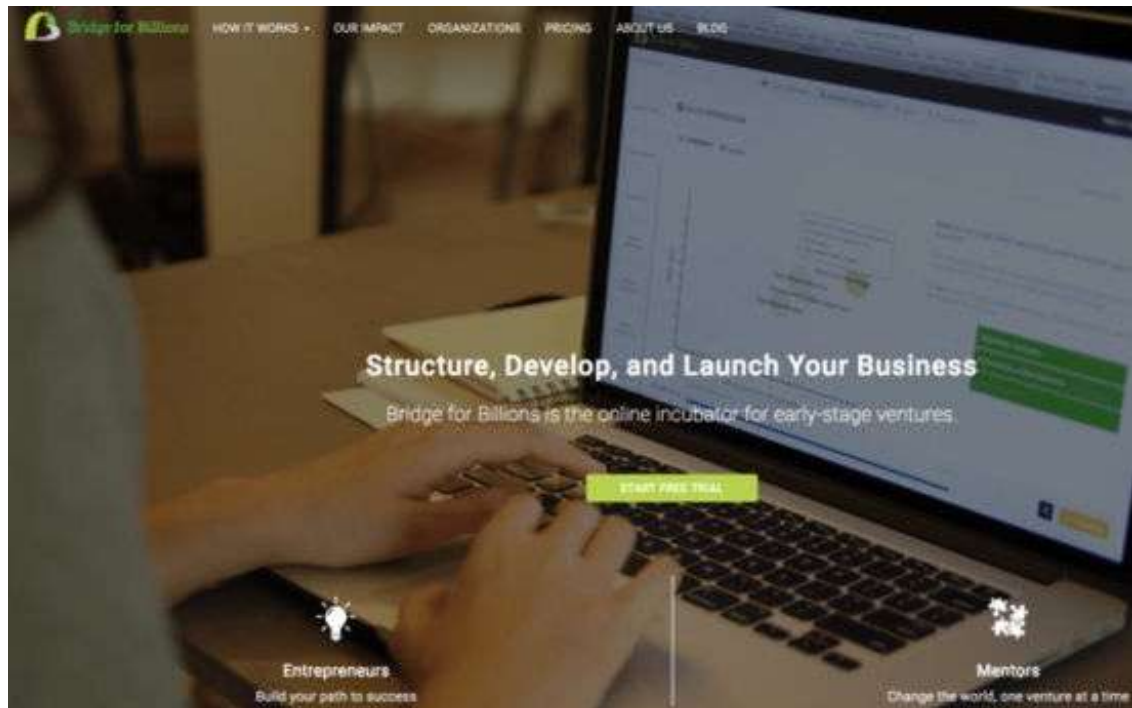 Bridge for Billions
HOW IT WORKS
OUR IMPACT
ORGANIZATIONS
PRICING
ABOUT US
BLOG
Structure, Develop, and Launch Your Business
Bridge for Billions is the online incubator for early-stage ventures.
START FREE TRIAL
Entrepreneurs
Build your path to success
Mentors
Change the world, one venture at a time